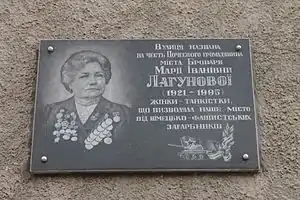 Вулиця названа
на честь Почесного громадянина
міста Бровари
Марії Іванівни
Лагунової
(1921 - 1995)
жінки-танкістки,
що визволяла наше місто
від німецько-фашистських
загарбників